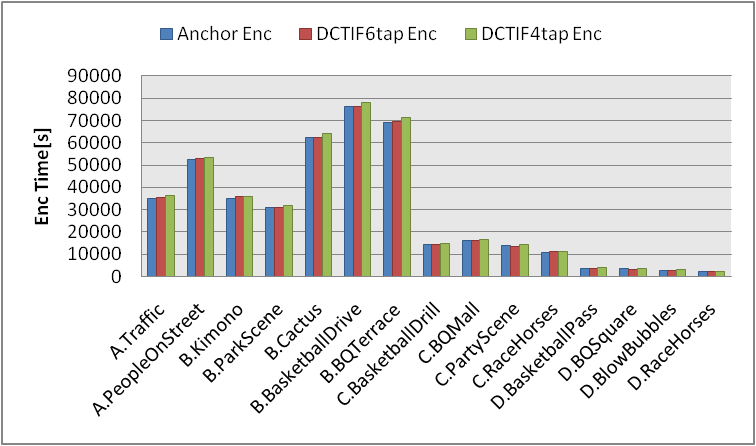 Anchor Enc DCTIF6tap Enc DCTIF4tap Enc
Enc Time[s]
90000
80000
70000
60000
50000
40000
30000
20000
10000
0
A.Traffic
A.PeopleOnStreet
B.Kimono
B.ParkScene
B.Cactus
B.BasketballDrive
B.BQTerrace
C.BasketballDrill
C.BQMall
C.PartyScene
C.RaceHorses
D.BasketballPass
D.BQSquare
D.BlowBubbles
D.RaceHorses